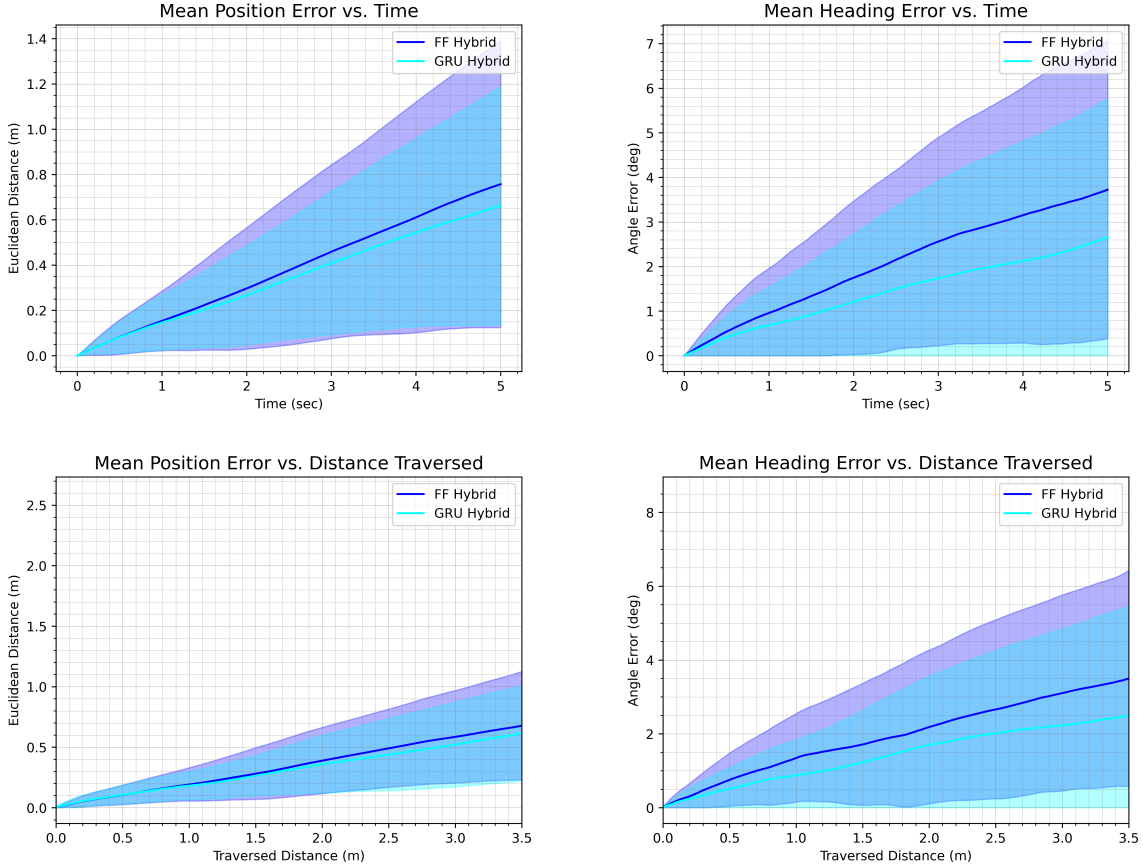 Mean Position Error vs. Time
1.4
1.2
1.0
0.8
0.6
0.4
0.2
0.0
Euclidean Distance (m)
FF Hybrid
GRU Hybrid
0 1 2 3 4 5
Time (sec)
Mean Heading Error vs. Time
7
6
5
4
3
2
1
0
Angle Error (deg)
FF Hybrid
GRU Hybrid
0 1 2 3 4 5
Time (sec)
Mean Position Error vs. Distance Traversed
2.5
2.0
1.5
1.0
0.5
0.0
Euclidean Distance (m)
FF Hybrid
GRU Hybrid
0.0 0.5 1.0 1.5 2.0 2.5 3.0 3.5
Traversed Distance (m)
Mean Heading Error vs. Distance Traversed
8
6
4
2
0
Angle Error (deg)
FF Hybrid
GRU Hybrid
0.0 0.5 1.0 1.5 2.0 2.5 3.0 3.5
Traversed Distance (m)